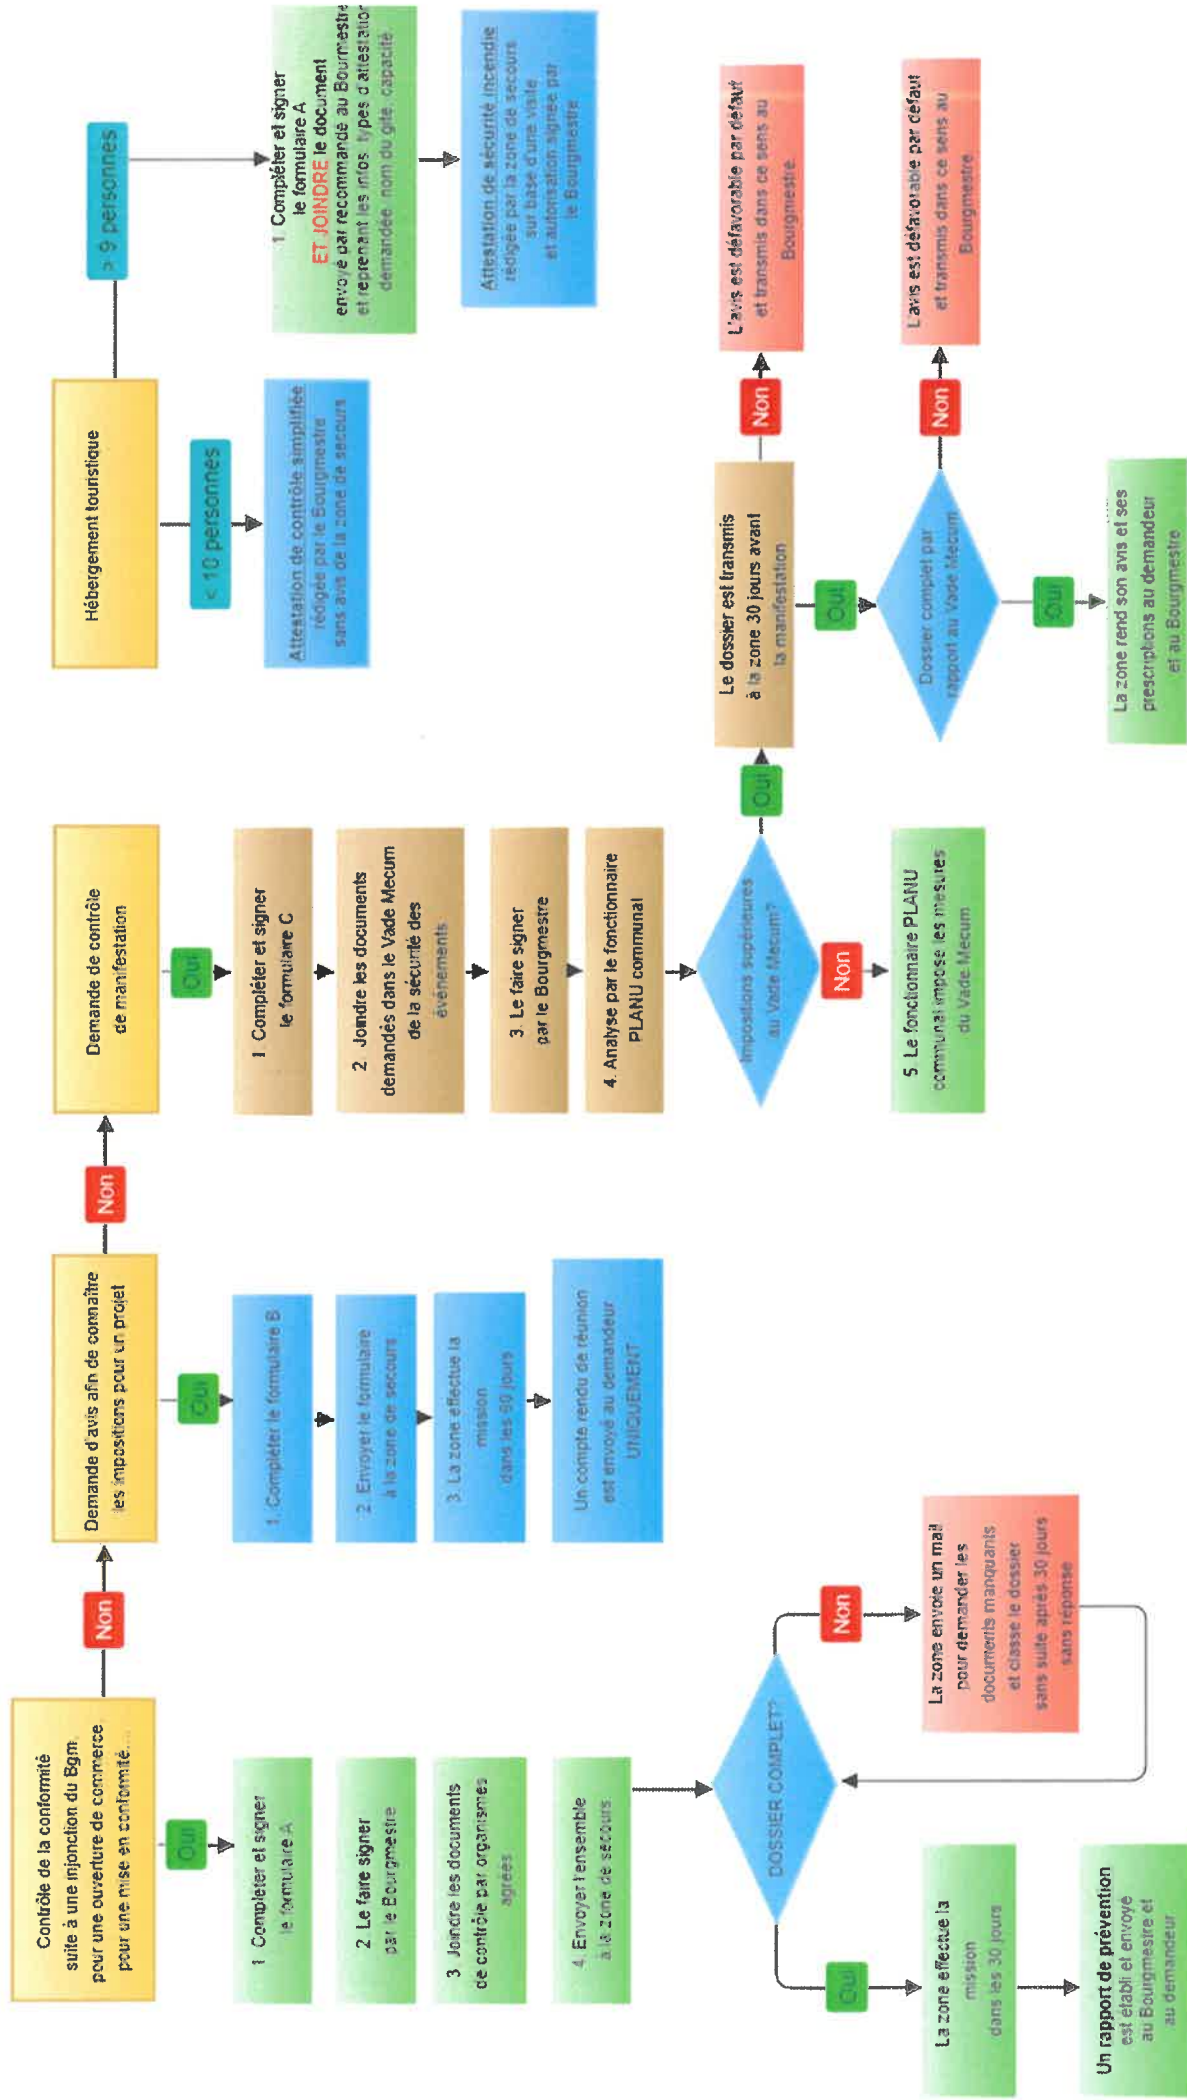 Contrôle de la conformité
suite à une injonction du Bgm,
pour une ouverture de commerce,
pour une mise en conformité....
Non
Oui
1 Compléter et signer
le formulaire A
2 Le faire signer
par le Bourgmestre
3 Joindre les documents
de contrôle par organismes
agréés
4. Envoyer l'ensemble
à la zone de secours
DOSSIER COMPLET?
Oui
La zone effectue la
mission
dans les 30 jours
Un rapport de prévention
est établi et envoyé
au Bourgmestre et
au demandeur
Non
La zone envoie un mail
pour demander les
documents manquants
et classe le dossier
sans suite après 30 jours
sans réponse
Demande d'avis afin de connaître
les impositions pour un projet
Non
Oui
1. Compléter le formulaire B
2. Envoyer le formulaire
à la zone de secours
3. La zone effectue la
mission
dans les 60 jours
Un compte rendu de réunion
est envoyé au demandeur
UNIQUEMENT
Demande de contrôle
de manifestation
Oui
1 Compléter et signer
le formulaire C
2 Joindre les documents
demandés dans le Vade Mecum
de la sécurité des
événements
3. Le faire signer
par le Bourgmestre
4. Analyse par le fonctionnaire
PLANU communal
Impositions supérieures
au Vade Mecum?
Non
5. Le fonctionnaire PLANU
communal impose les mesures
du Vade Mecum
Oui
Le dossier est transmis
à la zone 30 jours avant
la manifestation
Non
L'avis est défavorable par défaut
et transmis dans ce sens au
Bourgmestre.
Oui
Dossier complet par
rapport au Vade Mecum
Non
L'avis est défavorable par défaut
et transmis dans ce sens au
Bourgmestre
Oui
La zone rend son avis et ses
prescriptions au demandeur
et au Bourgmestre
Hébergement touristique
< 10 personnes
Attestation de contrôle simplifiée
rédigée par le Bourgmestre
sans avis de la zone de secours
> 9 personnes
1. Compléter et signer
le formulaire A
ET JOINDRE le document
envoyé par recommandé au Bourmestre
et reprenant les infos: types d'attestation
demandée, nom du gîte, capacité,
Attestation de sécurité incendie
rédigée par la zone de secours
sur base d'une visite
et autorisation signée par
le Bourgmestre